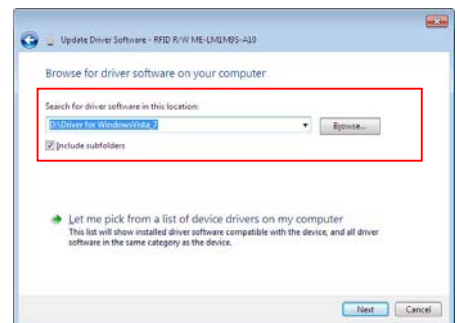 Update Driver Software - RFID R/W ME-LM1M9S-A10
Browse for driver software on your computer
Search for driver software in this location:
D:\Driver for WindowsVista_7
Browse...
Include subfolders
Let me pick from a list of device drivers on my computer
This list will show installed driver software compatible with the device, and all driver
software in the same category as the device.
Next Cancel